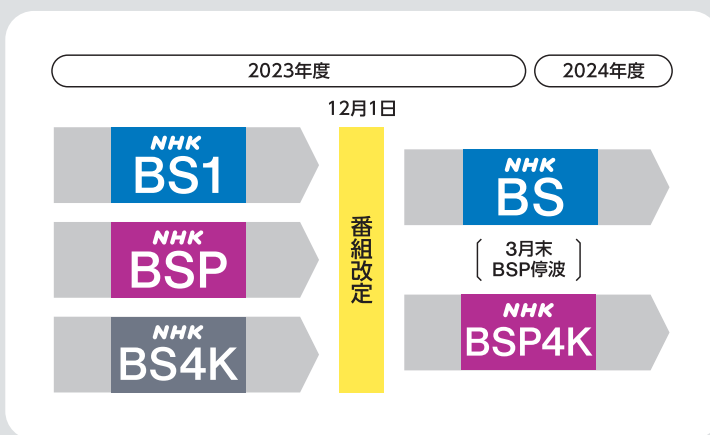 2023年度
2024年度
12月1日
NHK
BS1
NHK
BSP
NHK
BS4K
番組改定
NHK
BS
3月末
BSP停波
NHK
BSP4K